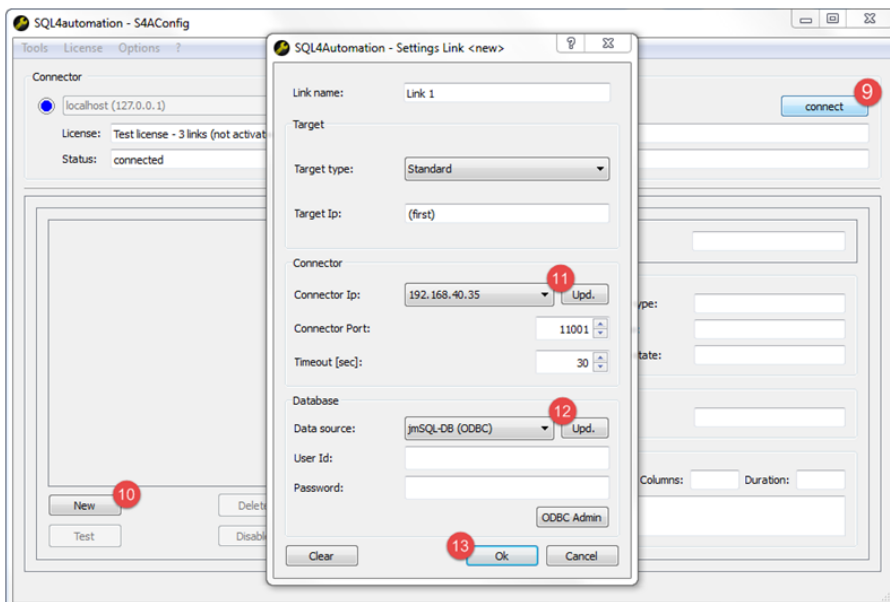 SQL4automation - S4AConfig
Tools License Options ?
Connector
localhost (127.0.0.1)
connect
9
License: Test license - 3 links (not activat
Status: connected
SQL4Automation - Settings Link <new>
?
Link name: Link 1
Target
Target type: Standard
Target Ip: (first)
Connector
11
Connector Ip: 192.168.40.35 Upd.
Connector Port: 11001
Timeout [sec]: 30
Database
12
Data source: jmSQL-DB (ODBC) Upd.
User Id:
Password:
ODBC Admin
13
Clear Ok Cancel
ype:
:
tate:
Columns: Duration:
10
New Delet
Test Disabl